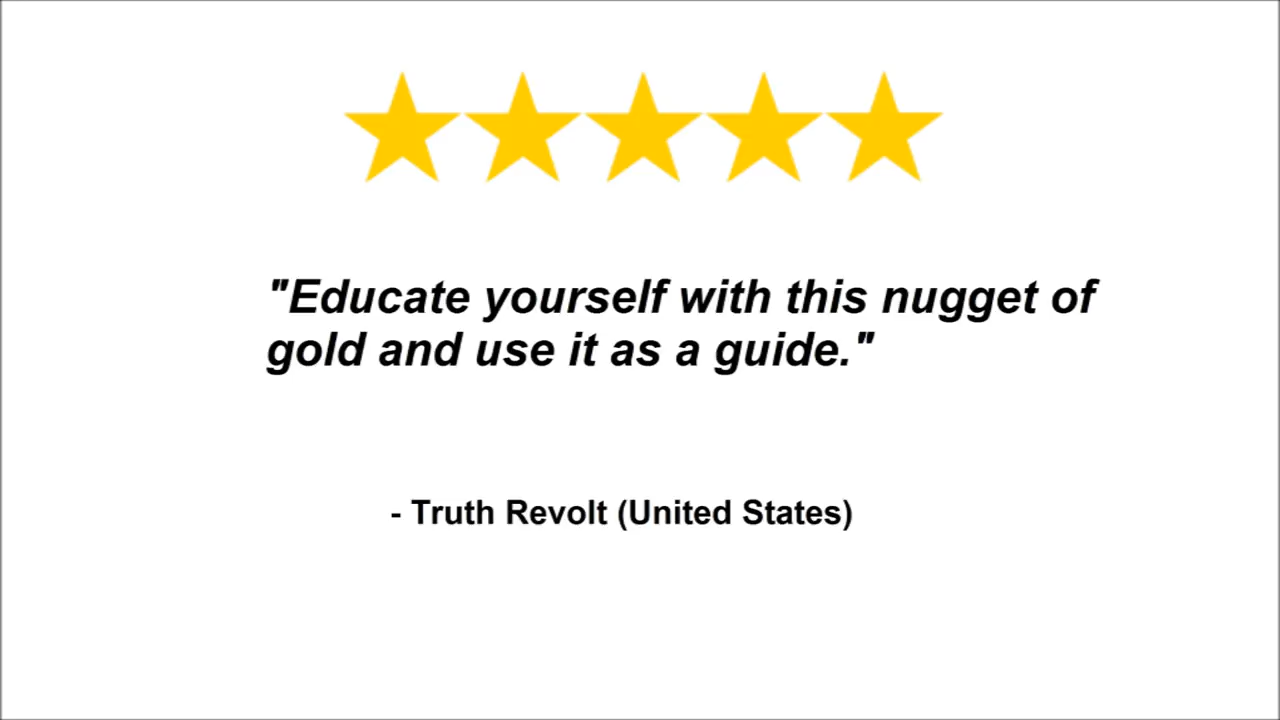 "Educate yourself with this nugget of
gold and use it as a guide."
- Truth Revolt (United States)